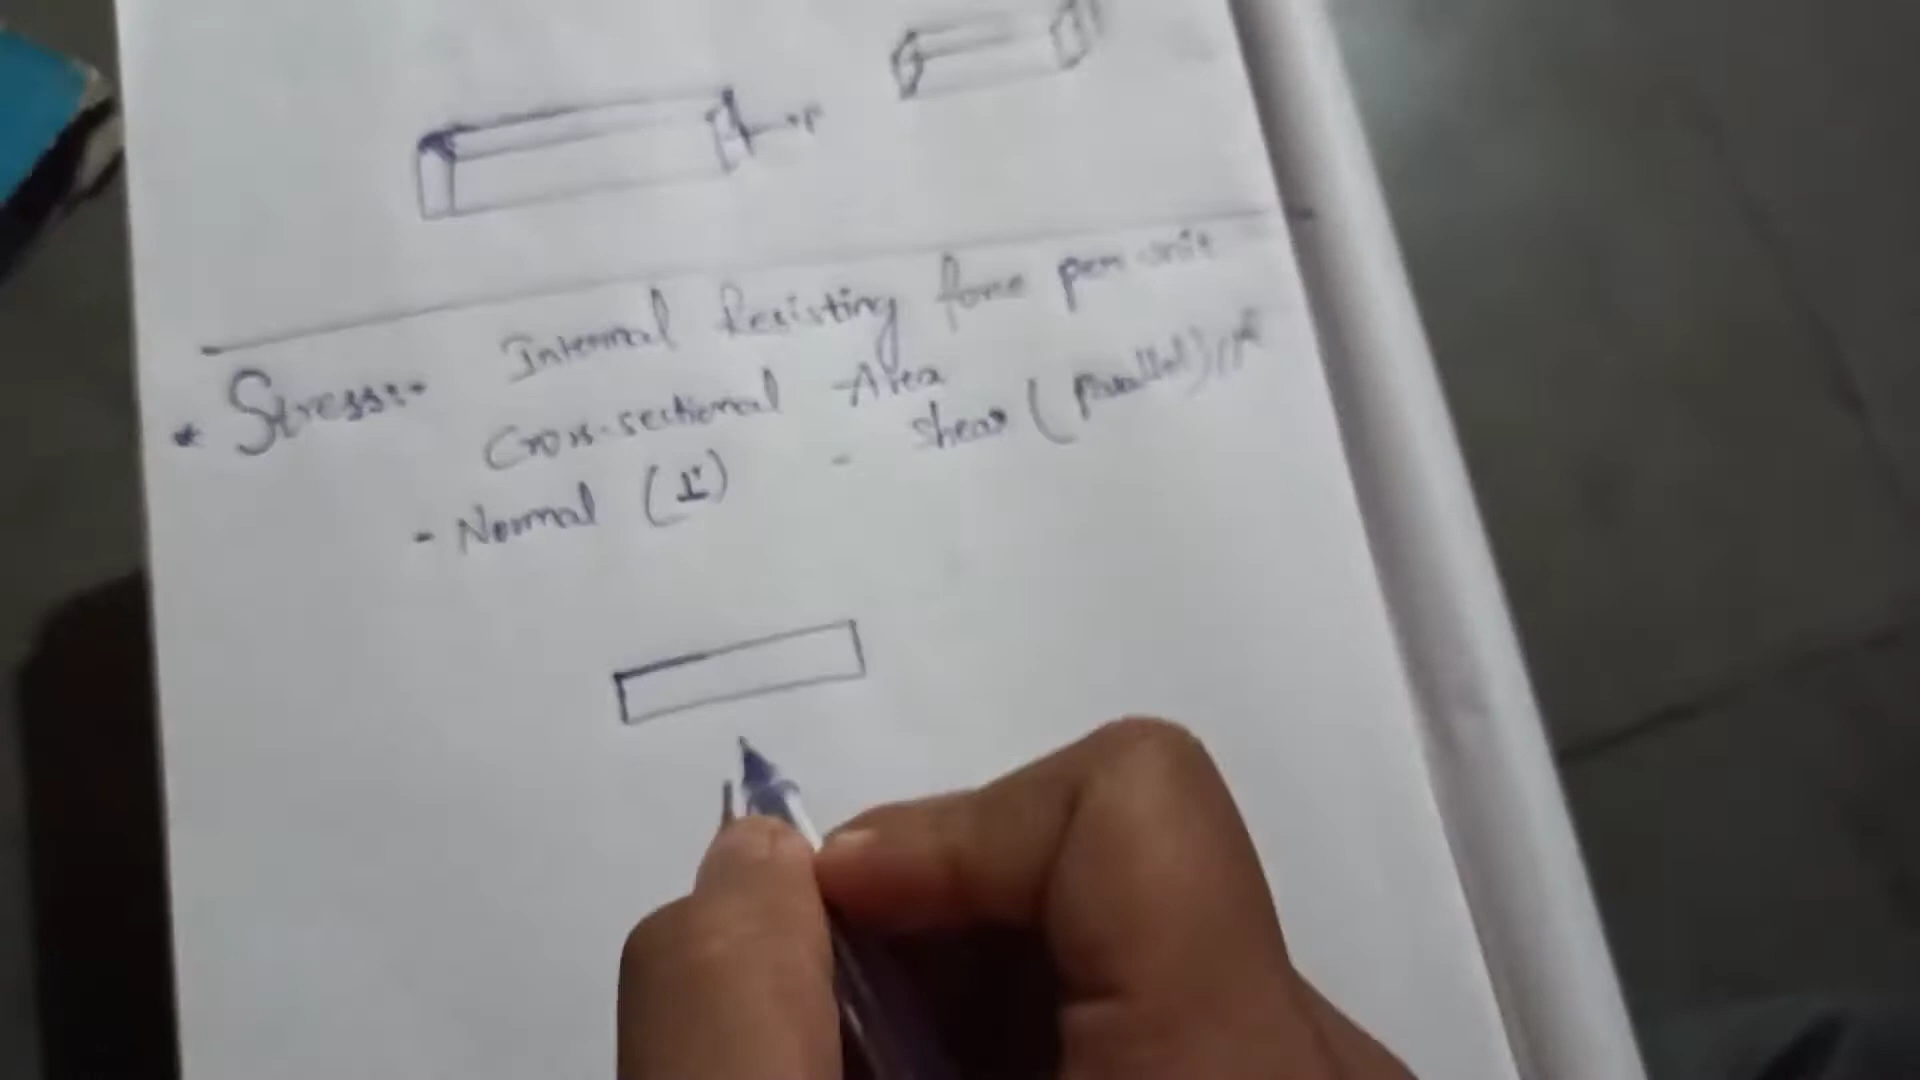 * Stress:- Internal Resisting force per unit
Cross-sectional Area
- Normal (⊥r) - shear (parallel)